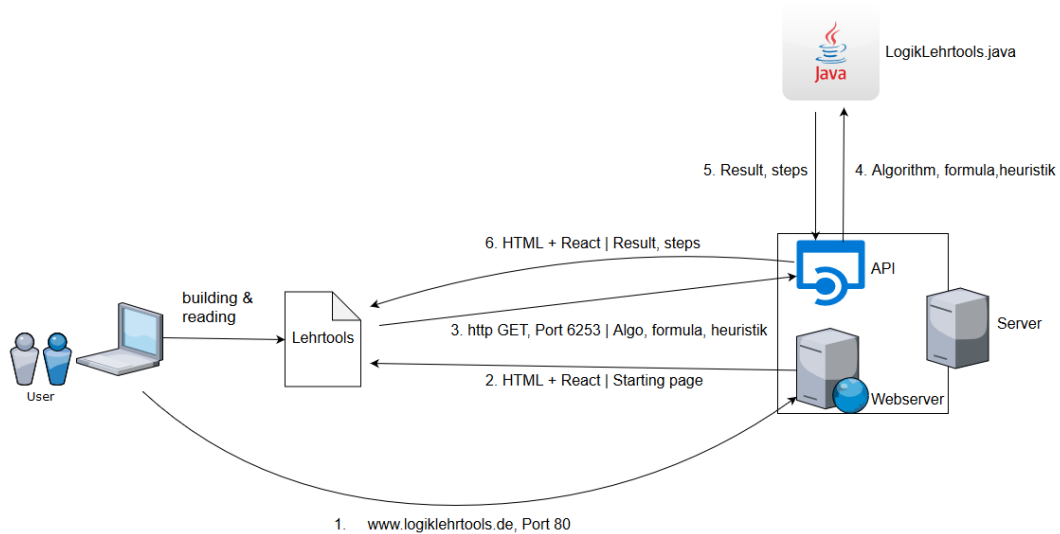 Java
LogikLehrtools.java
5. Result, steps
4. Algorithm, formula,heuristik
6. HTML + React | Result, steps
API
building &
reading
Lehrtools
3. http GET, Port 6253 | Algo, formula, heuristik
Server
2. HTML + React | Starting page
User
Webserver
1. www.logiklehrtools.de, Port 80